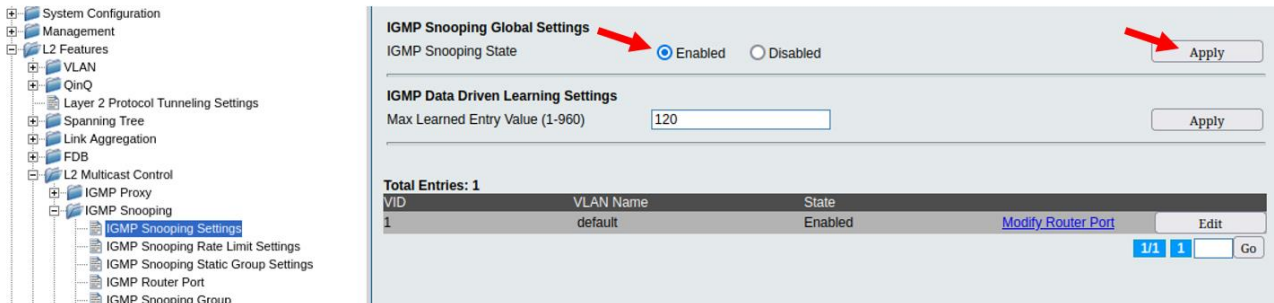 System Configuration
Management
L2 Features
VLAN
QinQ
Layer 2 Protocol Tunneling Settings
Spanning Tree
Link Aggregation
FDB
L2 Multicast Control
IGMP Proxy
IGMP Snooping
IGMP Snooping Settings
IGMP Snooping Rate Limit Settings
IGMP Snooping Static Group Settings
IGMP Router Port
IGMP Snooping Group
IGMP Snooping Global Settings
IGMP Snooping State Enabled Disabled Apply
IGMP Data Driven Learning Settings
Max Learned Entry Value (1-960) 120 Apply
Total Entries: 1
VID VLAN Name State
1 default Enabled Modify Router Port Edit
1/1 1 Go